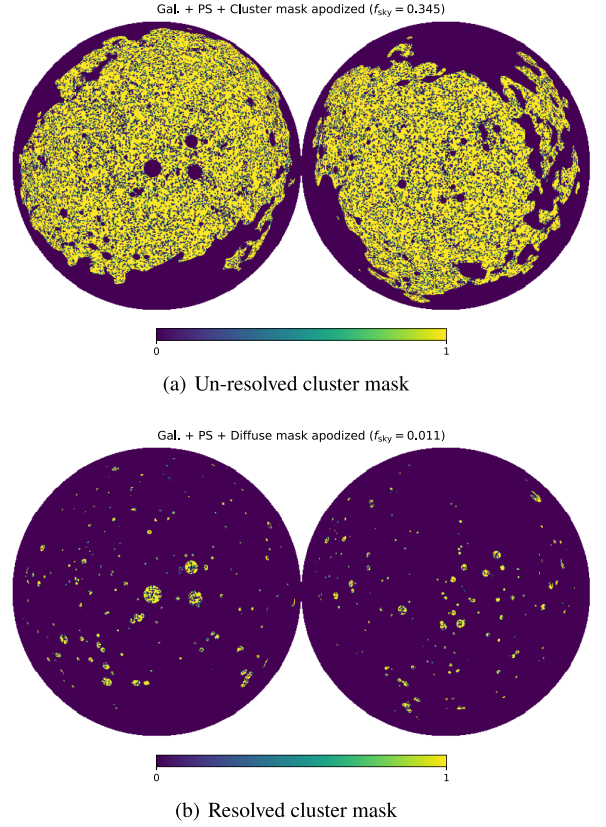 Gal. + PS + Cluster mask apodized (f_sky = 0.345)
0 1
(a) Un-resolved cluster mask
Gal. + PS + Diffuse mask apodized (f_sky = 0.011)
0 1
(b) Resolved cluster mask